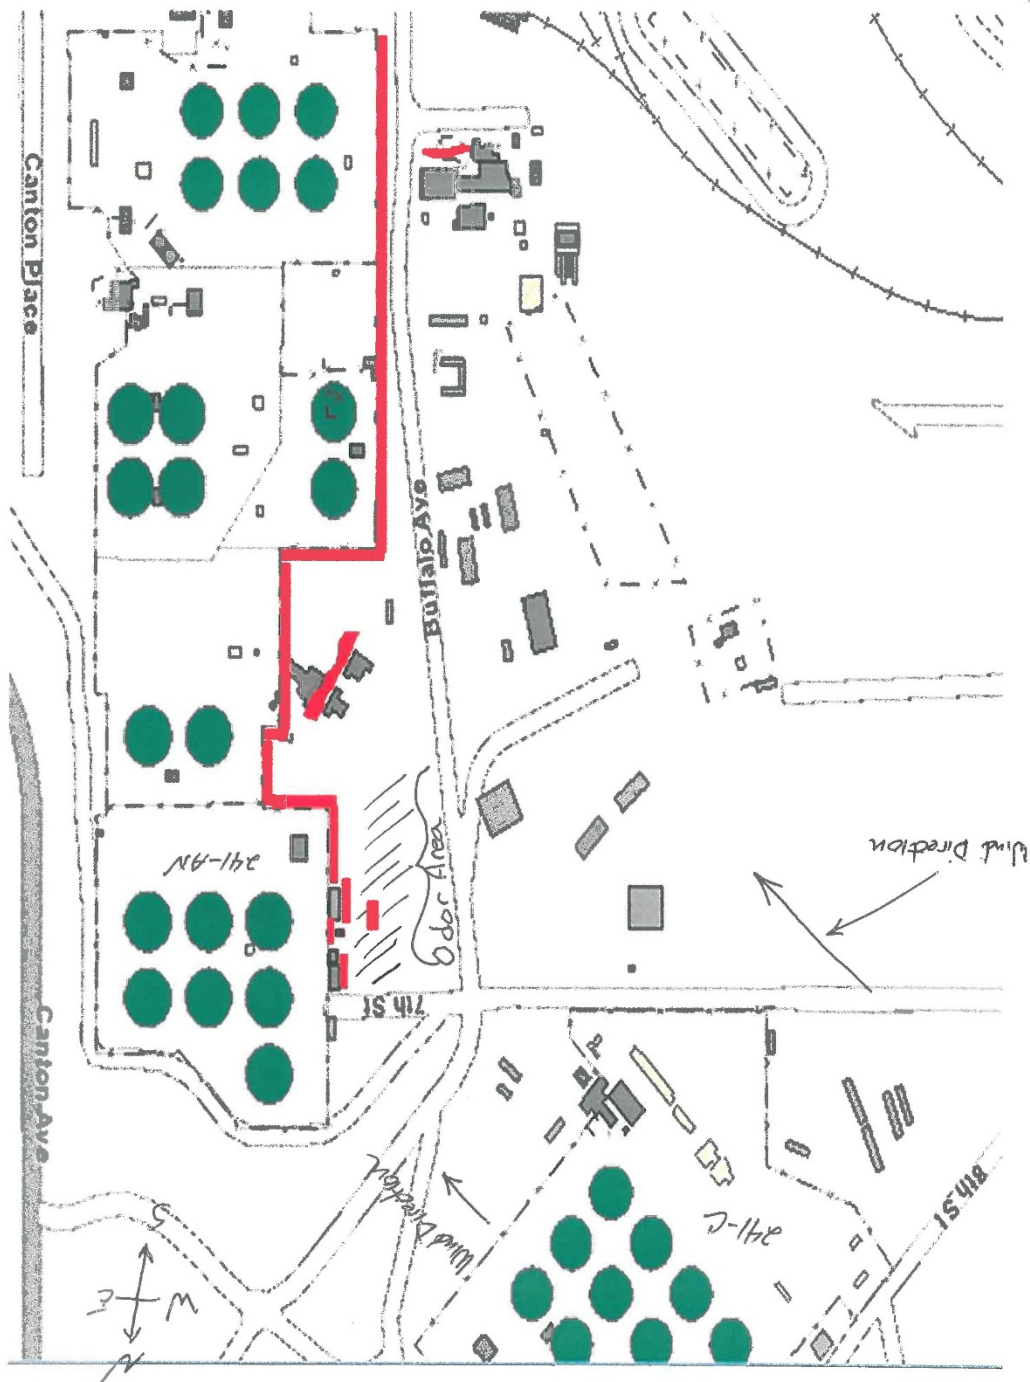 Canton Place
Buffalo Ave
Wind Direction
Odor Area
241-AN
7th St
Canton Ave
8th St
Wind Direction
241-C
S
E
W
N